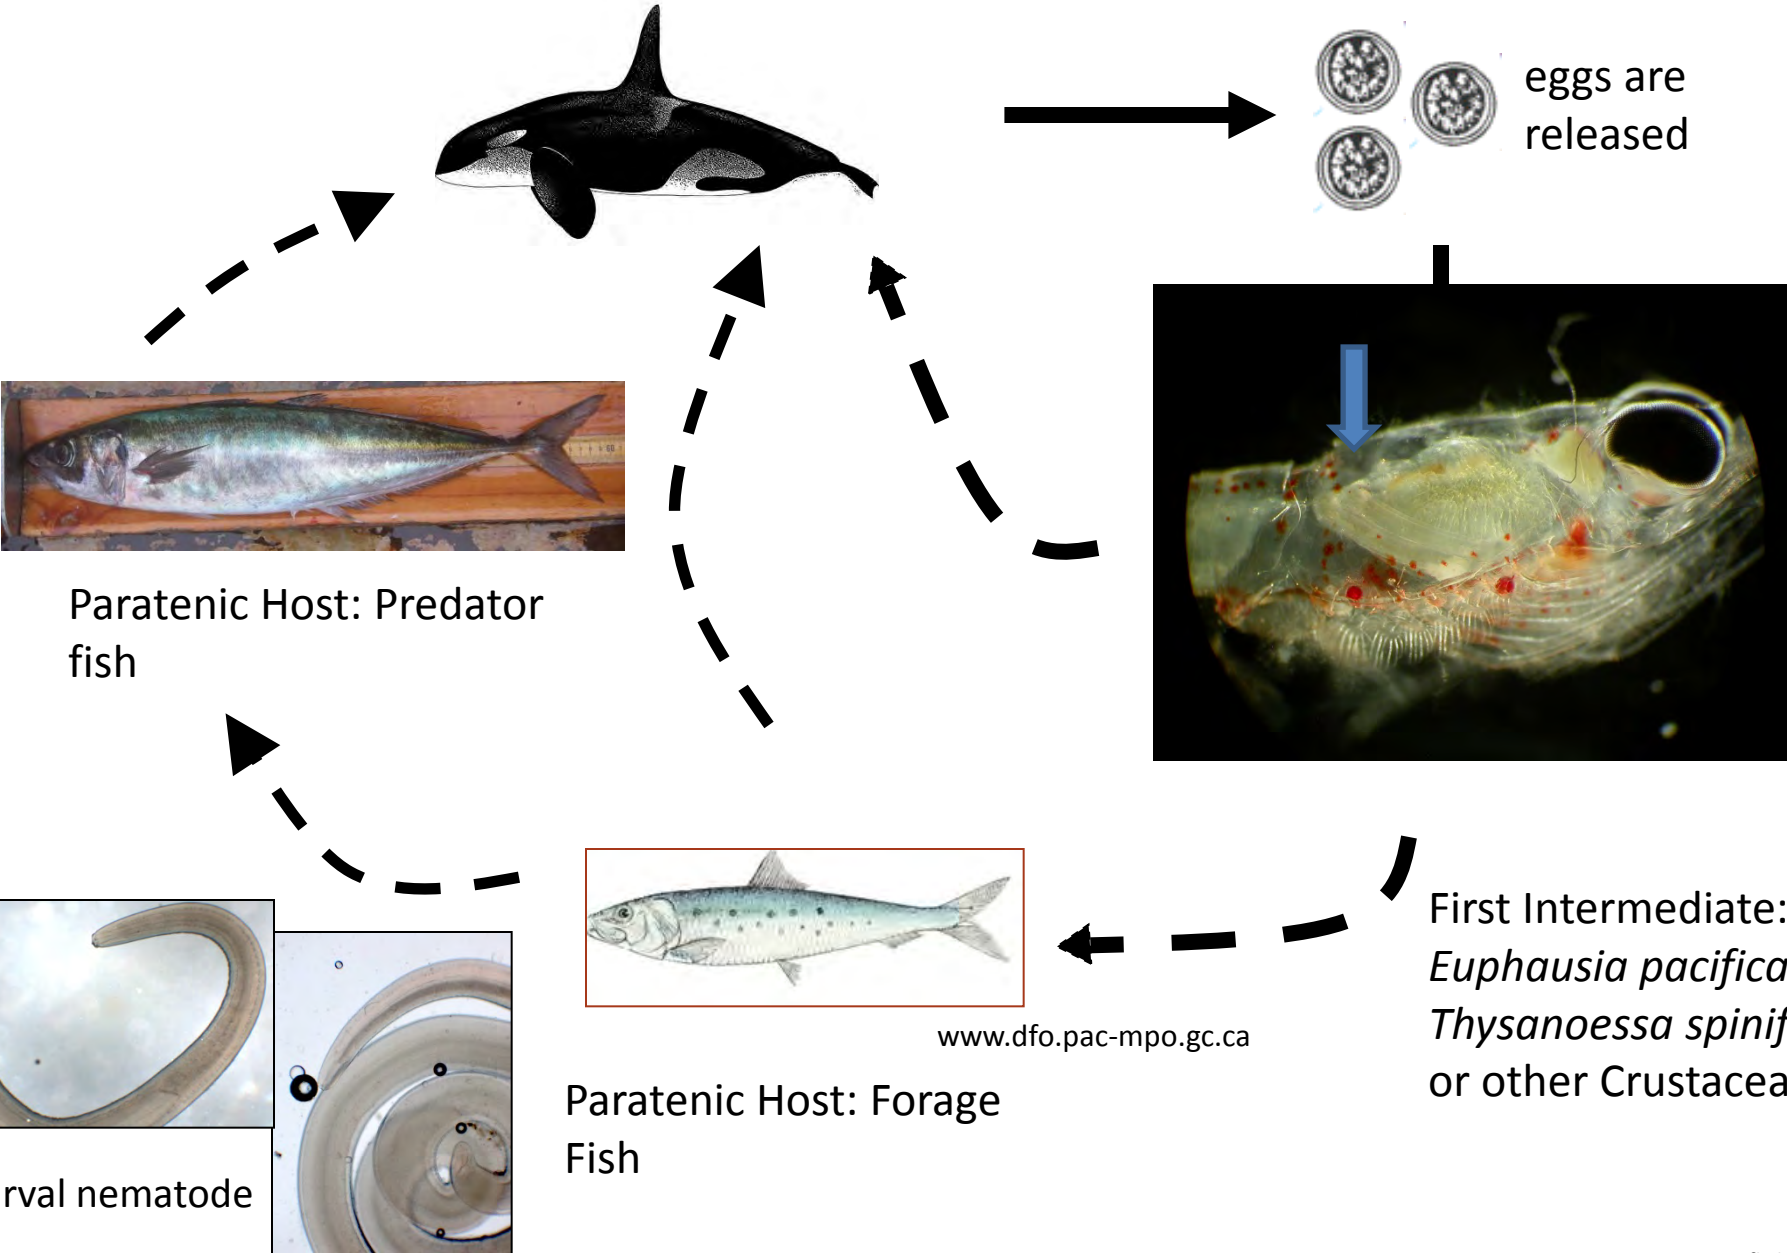 eggs are
released
Paratenic Host: Predator
fish
First Intermediate:
Euphausia pacifica
Thysanoessa spinif
or other Crustacea
www.dfo.pac-mpo.gc.ca
Paratenic Host: Forage
Fish
rval nematode